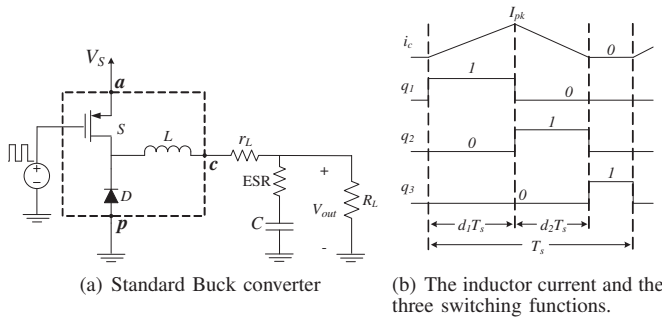 V_S
a
S
L
c
r_L
ESR
D
C
+
V_out
-
R_L
p
(a) Standard Buck converter
I_pk
i_c
0
q_1
1
0
q_2
0
1
q_3
0
1
d_1T_s
d_2T_s
T_s
(b) The inductor current and the
three switching functions.